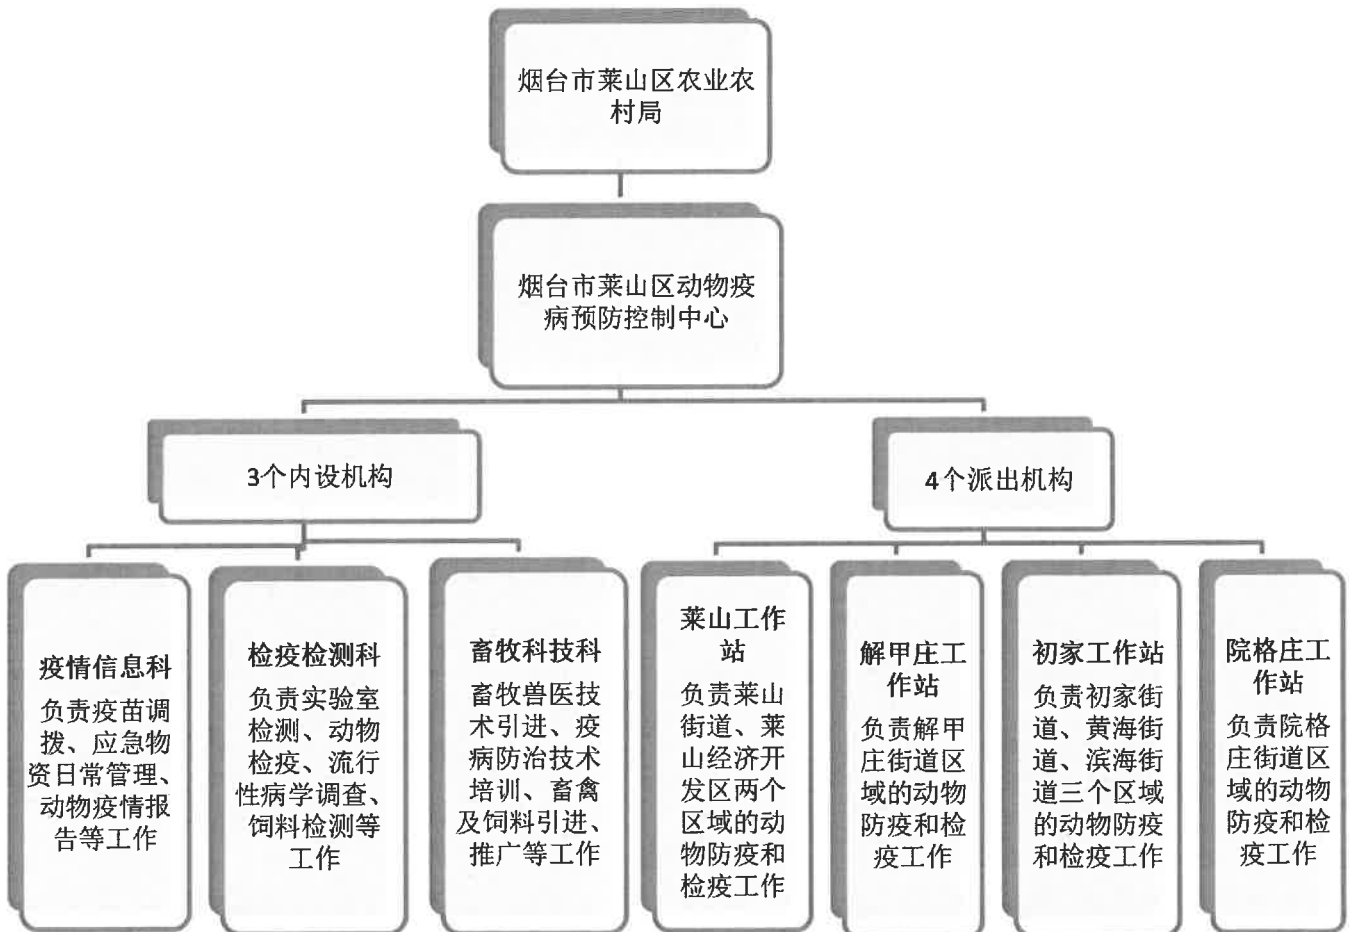 烟台市莱山区农业农
村局
烟台市莱山区动物疫
病预防控制中心
3个内设机构
4个派出机构
疫情信息科
负责疫苗调
拨、应急物
资日常管理、
动物疫情报
告等工作
检疫检测科
负责实验室
检测、动物
检疫、流行
性病学调查、
饲料检测等
工作
畜牧科技科
畜牧兽医技
术引进、疫
病防治技术
培训、畜禽
及饲料引进、
推广等工作
莱山工作
站
负责莱山
街道、莱
山经济开
发区两个
区域的动
物防疫和
检疫工作
解甲庄工
作站
负责解甲
庄街道区
域的动物
防疫和检
疫工作
初家工作站
负责初家街
道、黄海街
道、滨海街
道三个区域
的动物防疫
和检疫工作
院格庄工
作站
负责院格
庄街道区
域的动物
防疫和检
疫工作